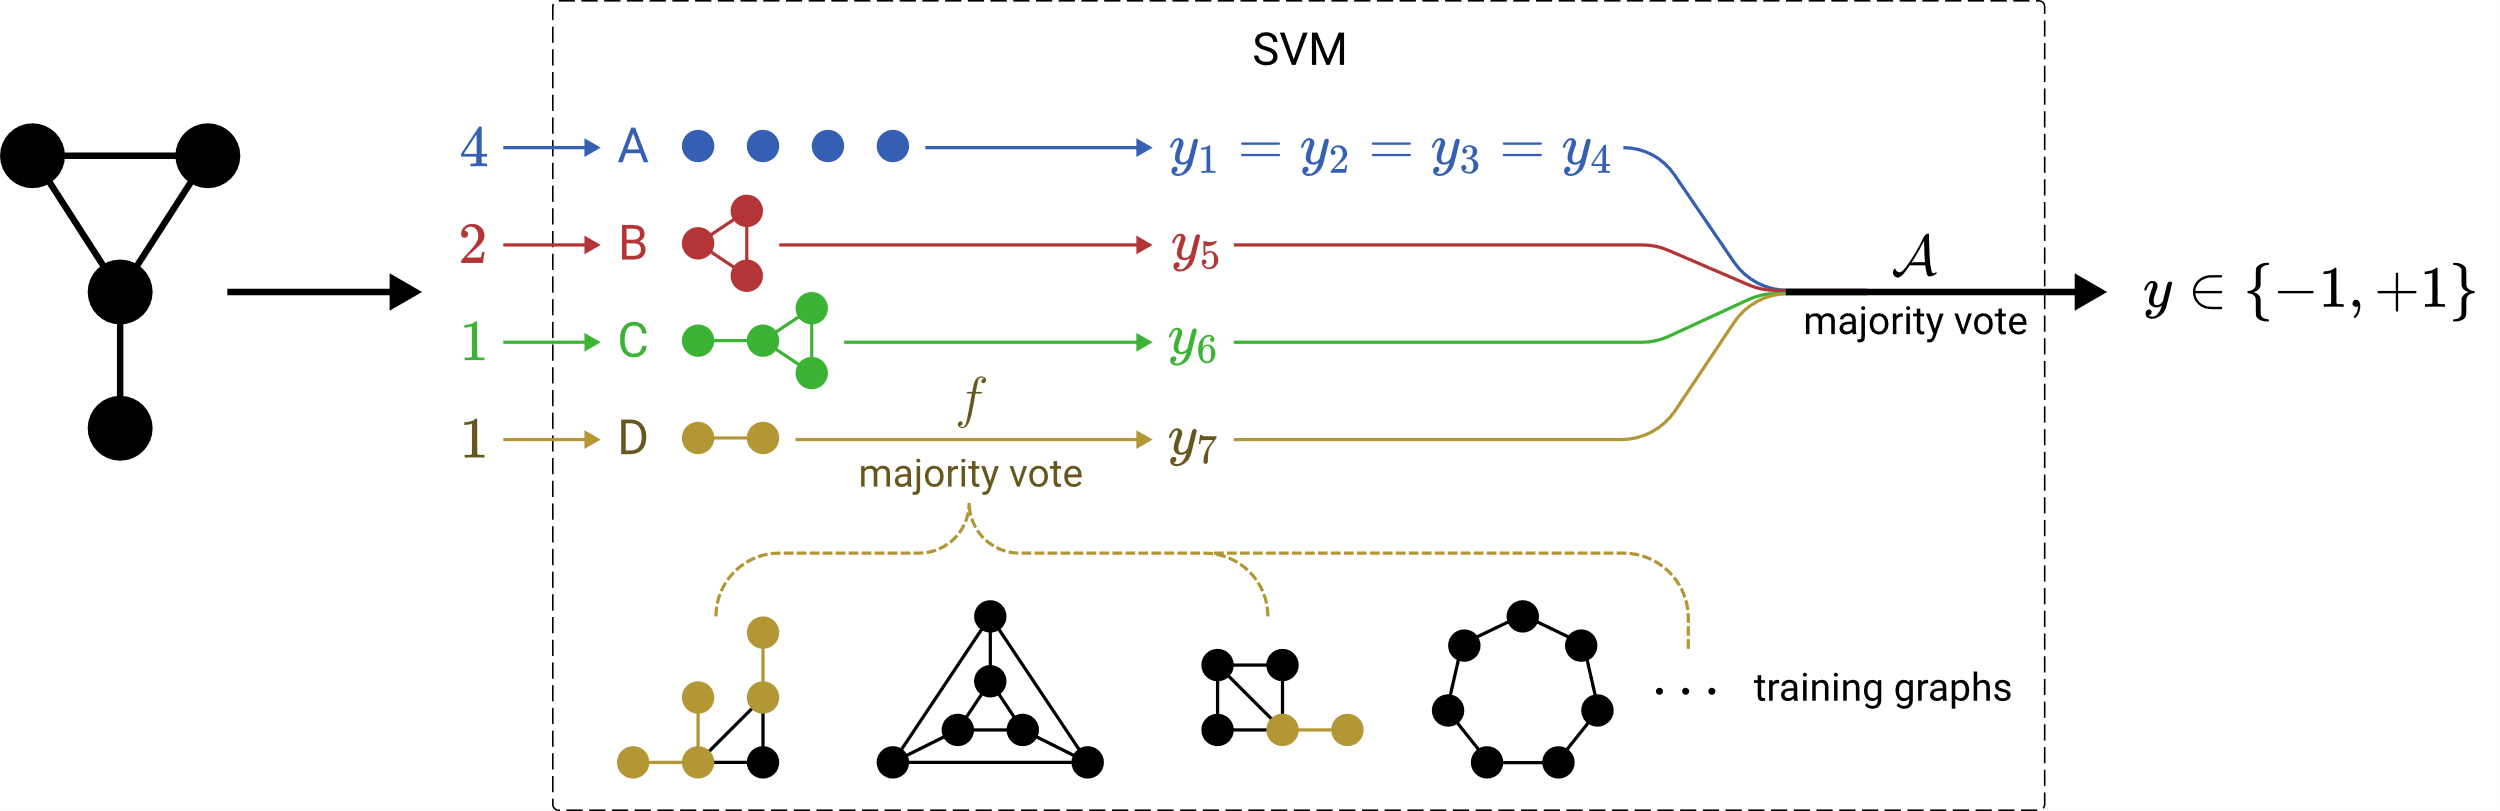 SVM
4 A y₁ = y₂ = y₃ = y₄
2 B y₅
𝒜
majority vote
y ∈ {−1, +1}
1 C y₆
f
1 D y₇
majority vote
... training graphs